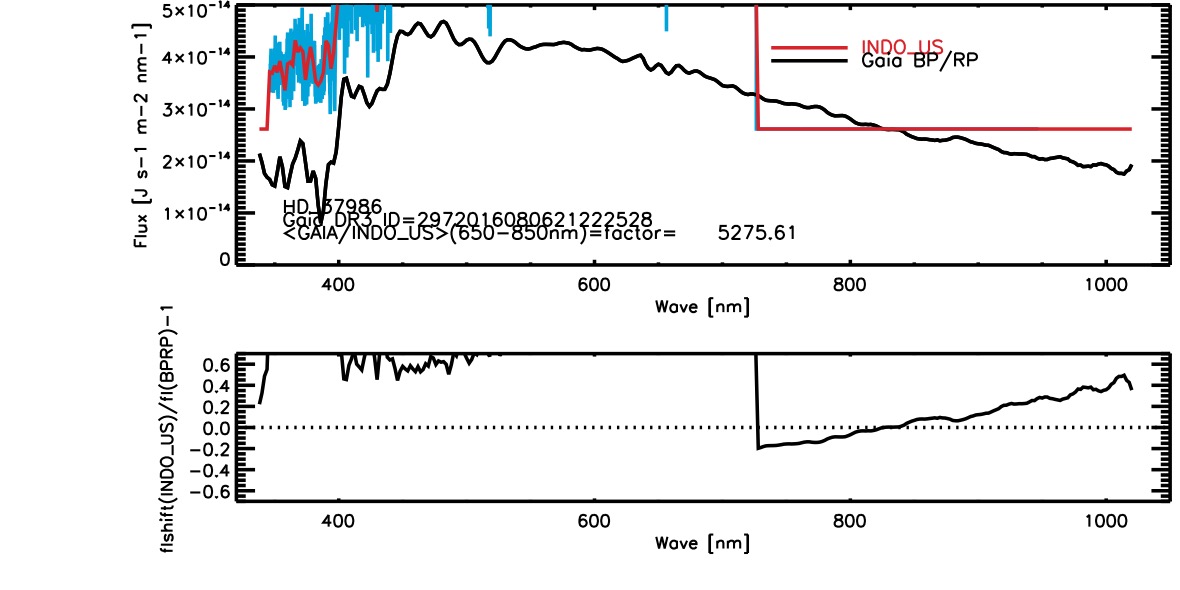 5×10-14
4×10-14
3×10-14
2×10-14
1×10-14
0
Flux [J s-1 m-2 nm-1]
INDO_US
Gaia BP/RP
HD_37986
Gaia DR3 ID=2972016080621222528
<GAIA/INDO_US>(650-850nm)=factor= 5275.61
400 600 800 1000
Wave [nm]
flshift(INDO_US)/fl(BPRP)-1
0.6
0.4
0.2
0.0
-0.2
-0.4
-0.6
400 600 800 1000
Wave [nm]